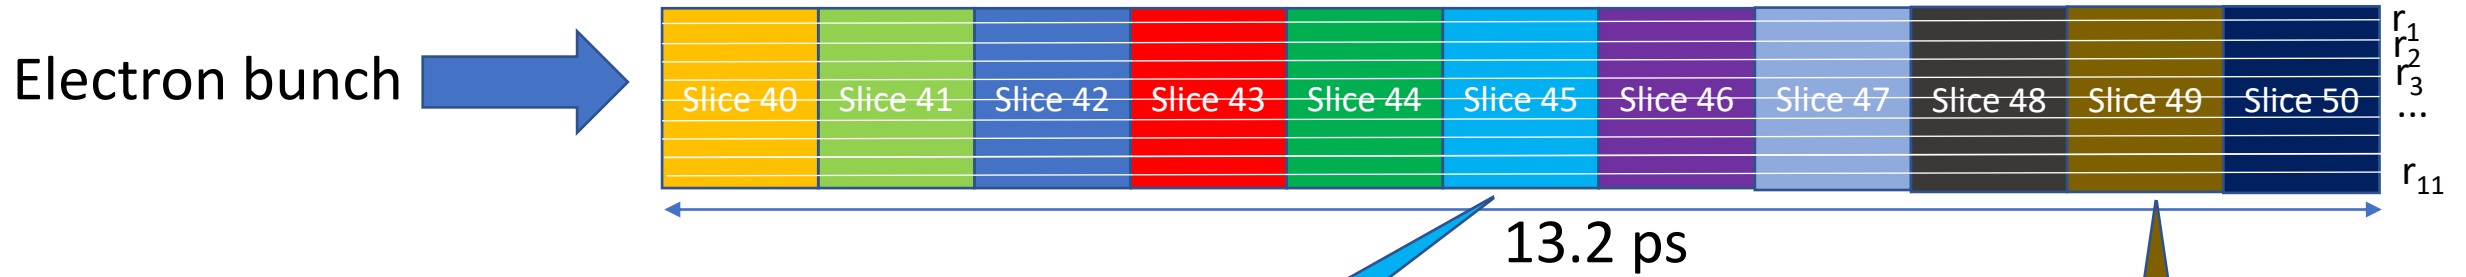 Electron bunch
Slice 40 Slice 41 Slice 42 Slice 43 Slice 44 Slice 45 Slice 46 Slice 47 Slice 48 Slice 49 Slice 50
r1
r2
r3
...
r11
13.2 ps